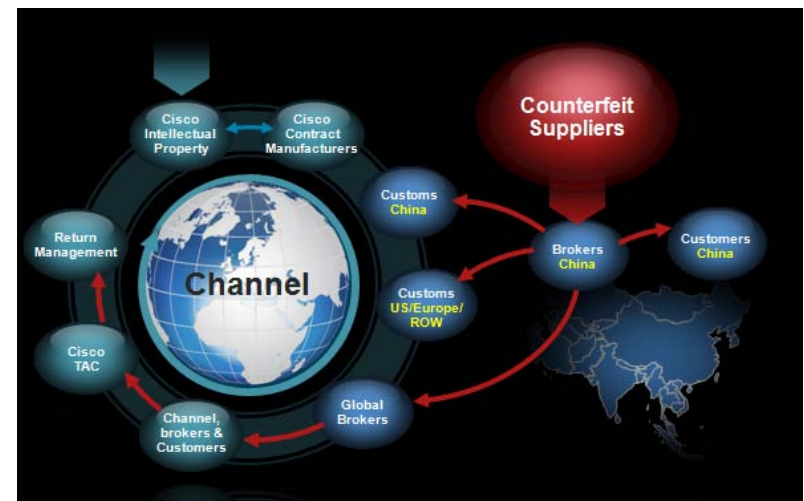 Cisco
Intellectual
Property
Cisco
Contract
Manufacturers
Counterfeit
Suppliers
Customs
China
Return
Management
Brokers
China
Customers
China
Channel
Customs
US/Europe/
ROW
Cisco
TAC
Global
Brokers
Channel,
brokers &
Customers